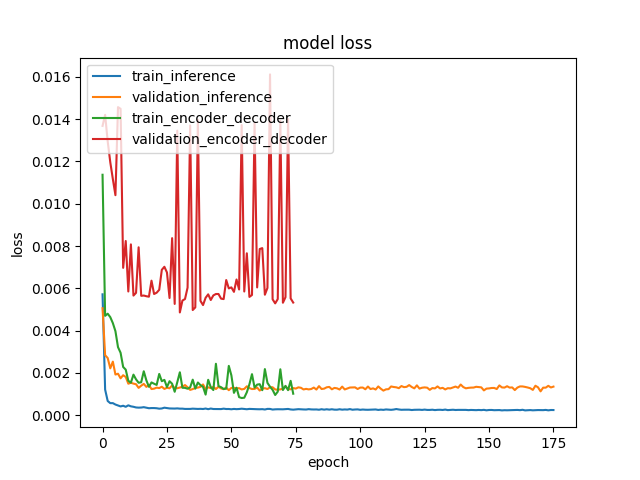 model loss
train_inference
validation_inference
train_encoder_decoder
validation_encoder_decoder
0.016
0.014
0.012
0.010
0.008
0.006
0.004
0.002
0.000
loss
0 25 50 75 100 125 150 175
epoch